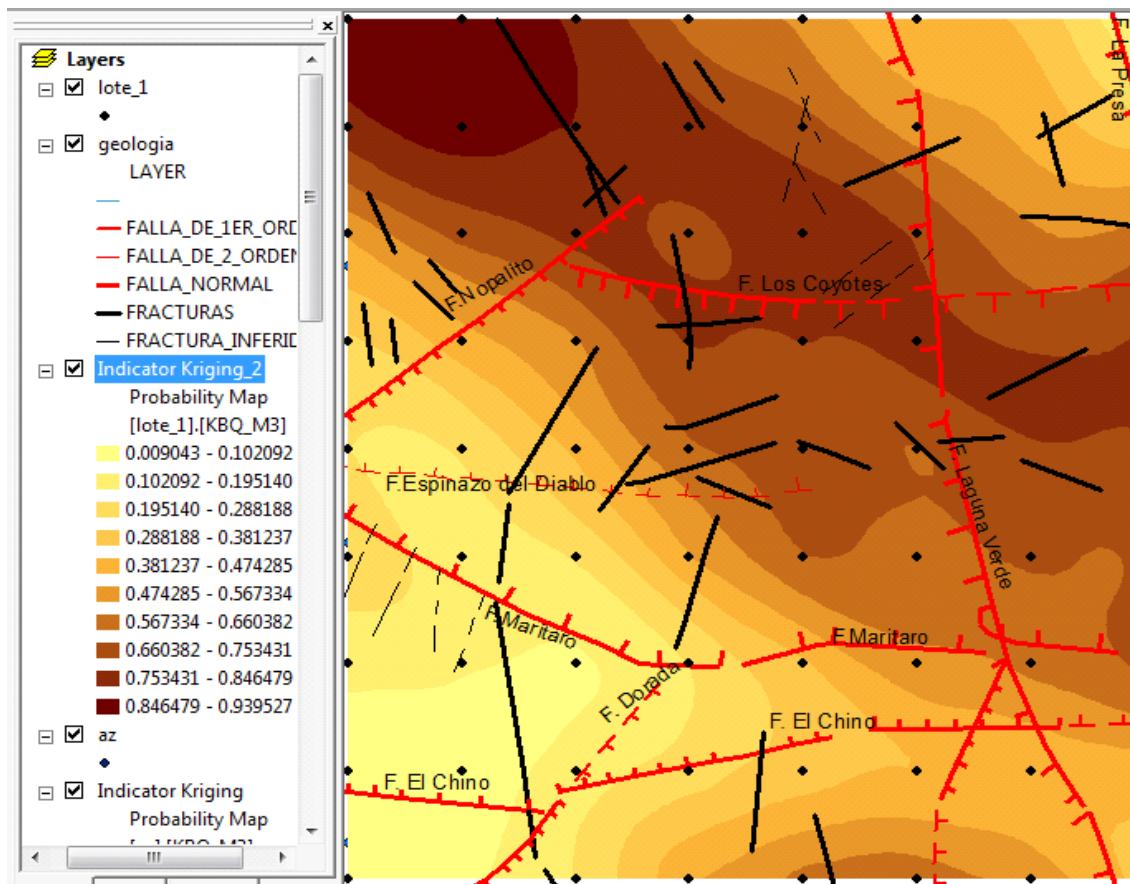 Layers
lote_1
geologia
LAYER
FALLA_DE_1ER_ORD
FALLA_DE_2_ORDEN
FALLA_NORMAL
FRACTURAS
FRACTURA_INFERID
Indicator Kriging_2
Probability Map
[lote_1].[KBQ_M3]
0.009043 - 0.102092
0.102092 - 0.195140
0.195140 - 0.288188
0.288188 - 0.381237
0.381237 - 0.474285
0.474285 - 0.567334
0.567334 - 0.660382
0.660382 - 0.753431
0.753431 - 0.846479
0.846479 - 0.939527
az
Indicator Kriging
Probability Map
F. La Presa
F.Nopalito
F. Los Coyotes
F.Espinazo del Diablo
F. Laguna Verde
F.Maritaro
F.Maritaro
F. Dorada
F. El Chino
F. El Chino